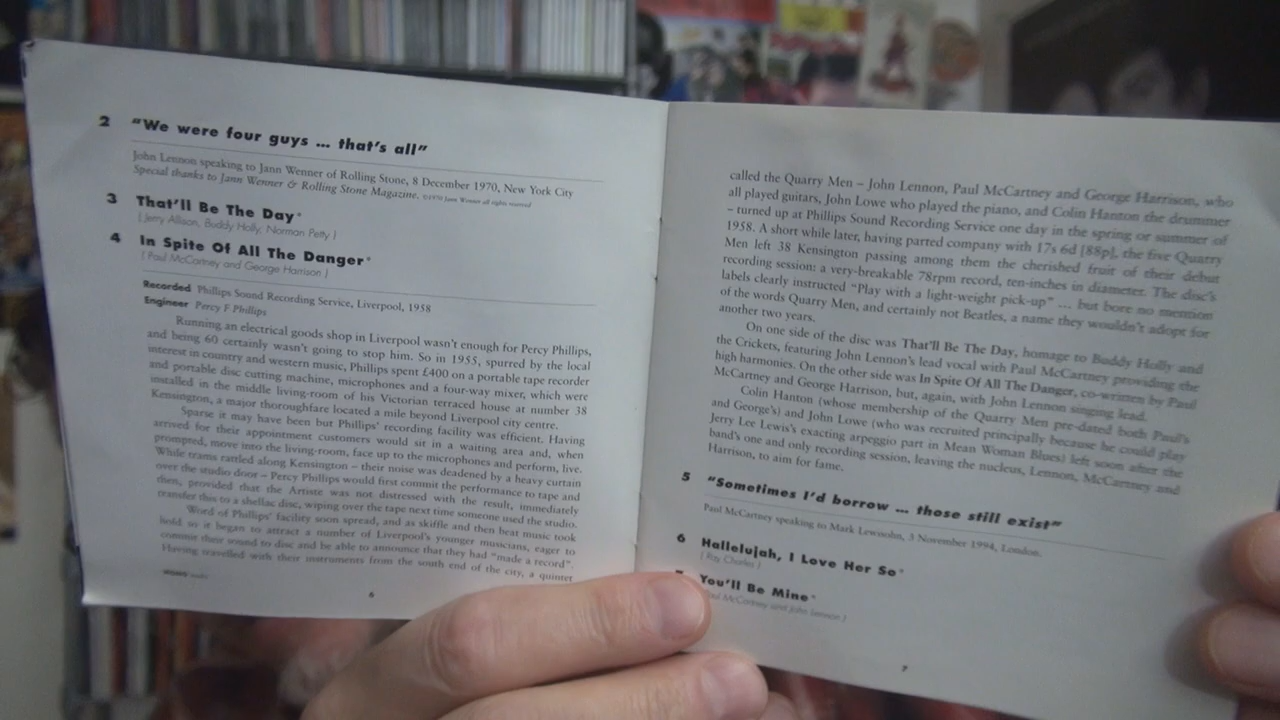 2 "We were four guys ... that's all"
John Lennon speaking to Jann Wenner of Rolling Stone, 8 December 1970, New York City
Special thanks to Jann Wenner & Rolling Stone Magazine. ©1970 Jann Wenner all rights reserved
3 That'll Be The Day*
[ Jerry Allison, Buddy Holly, Norman Petty ]
4 In Spite Of All The Danger*
[ Paul McCartney and George Harrison ]
Recorded Phillips Sound Recording Service, Liverpool, 1958
Engineer Percy F Phillips
Running an electrical goods shop in Liverpool wasn't enough for Percy Phillips,
and being 60 certainly wasn't going to stop him. So in 1955, spurred by the local
interest in country and western music, Phillips spent £400 on a portable tape recorder
and portable disc cutting machine, microphones and a four-way mixer, which were
installed in the middle living-room of his Victorian terraced house at number 38
Kensington, a major thoroughfare located a mile beyond Liverpool city centre.
Sparse it may have been but Phillips' recording facility was efficient. Having
arrived for their appointment customers would sit in a waiting area and, when
prompted, move into the living-room, face up to the microphones and perform, live.
While trams rattled along Kensington – their noise was deadened by a heavy curtain
over the studio door – Percy Phillips would first commit the performance to tape and
then, provided that the Artiste was not distressed with the result, immediately
transfer this to a shellac disc, wiping over the tape next time someone used the studio.
Word of Phillips' facility soon spread, and as skiffle and then beat music took
hold so it began to attract a number of Liverpool's younger musicians, eager to
commit their sound to disc and be able to announce that they had "made a record".
Having travelled with their instruments from the south end of the city, a quintet
6
called the Quarry Men – John Lennon, Paul McCartney and George Harrison, who
all played guitars, John Lowe who played the piano, and Colin Hanton the drummer
– turned up at Phillips Sound Recording Service one day in the spring or summer of
1958. A short while later, having parted company with 17s 6d [88p], the five Quarry
Men left 38 Kensington passing among them the cherished fruit of their debut
recording session: a very-breakable 78rpm record, ten-inches in diameter. The disc's
labels clearly instructed "Play with a light-weight pick-up" ... but bore no mention
of the words Quarry Men, and certainly not Beatles, a name they wouldn't adopt for
another two years.
On one side of the disc was That'll Be The Day, homage to Buddy Holly and
the Crickets, featuring John Lennon's lead vocal with Paul McCartney providing the
high harmonies. On the other side was In Spite Of All The Danger, co-written by Paul
McCartney and George Harrison, but, again, with John Lennon singing lead.
Colin Hanton (whose membership of the Quarry Men pre-dated both Paul's
and George's) and John Lowe (who was recruited principally because he could play
Jerry Lee Lewis's exacting arpeggio part in Mean Woman Blues) left soon after the
band's one and only recording session, leaving the nucleus, Lennon, McCartney and
Harrison, to aim for fame.
5 "Sometimes I'd borrow ... those still exist"
Paul McCartney speaking to Mark Lewisohn, 3 November 1994, London.
6 Hallelujah, I Love Her So*
[ Ray Charles ]
You'll Be Mine*
Paul McCartney and John Lennon ]
7